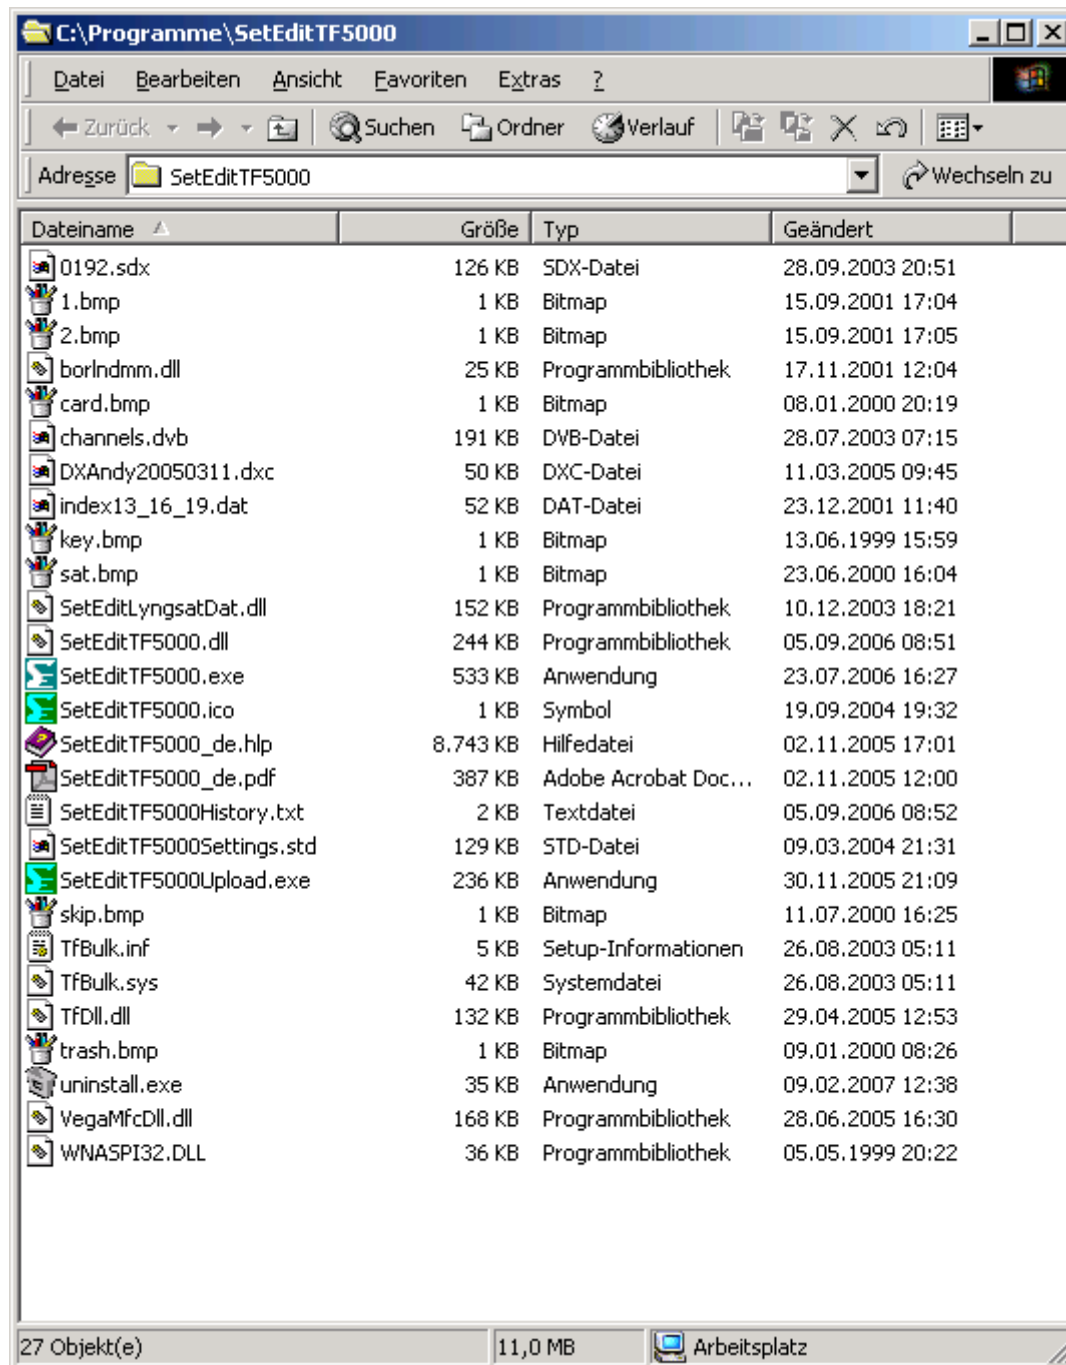 C:\Programme\SetEditTF5000
Datei Bearbeiten Ansicht Favoriten Extras ?
Zurück Suchen Ordner Verlauf
Adresse SetEditTF5000 Wechseln zu
Dateiname Größe Typ Geändert
0192.sdx 126 KB SDX-Datei 28.09.2003 20:51
1.bmp 1 KB Bitmap 15.09.2001 17:04
2.bmp 1 KB Bitmap 15.09.2001 17:05
borlndmm.dll 25 KB Programmbibliothek 17.11.2001 12:04
card.bmp 1 KB Bitmap 08.01.2000 20:19
channels.dvb 191 KB DVB-Datei 28.07.2003 07:15
DXAndy20050311.dxc 50 KB DXC-Datei 11.03.2005 09:45
index13_16_19.dat 52 KB DAT-Datei 23.12.2001 11:40
key.bmp 1 KB Bitmap 13.06.1999 15:59
sat.bmp 1 KB Bitmap 23.06.2000 16:04
SetEditLyngsatDat.dll 152 KB Programmbibliothek 10.12.2003 18:21
SetEditTF5000.dll 244 KB Programmbibliothek 05.09.2006 08:51
SetEditTF5000.exe 533 KB Anwendung 23.07.2006 16:27
SetEditTF5000.ico 1 KB Symbol 19.09.2004 19:32
SetEditTF5000_de.hlp 8.743 KB Hilfedatei 02.11.2005 17:01
SetEditTF5000_de.pdf 387 KB Adobe Acrobat Doc... 02.11.2005 12:00
SetEditTF5000History.txt 2 KB Textdatei 05.09.2006 08:52
SetEditTF5000Settings.std 129 KB STD-Datei 09.03.2004 21:31
SetEditTF5000Upload.exe 236 KB Anwendung 30.11.2005 21:09
skip.bmp 1 KB Bitmap 11.07.2000 16:25
TfBulk.inf 5 KB Setup-Informationen 26.08.2003 05:11
TfBulk.sys 42 KB Systemdatei 26.08.2003 05:11
TfDll.dll 132 KB Programmbibliothek 29.04.2005 12:53
trash.bmp 1 KB Bitmap 09.01.2000 08:26
uninstall.exe 35 KB Anwendung 09.02.2007 12:38
VegaMfcDll.dll 168 KB Programmbibliothek 28.06.2005 16:30
WNASPI32.DLL 36 KB Programmbibliothek 05.05.1999 20:22
27 Objekt(e) 11,0 MB Arbeitsplatz